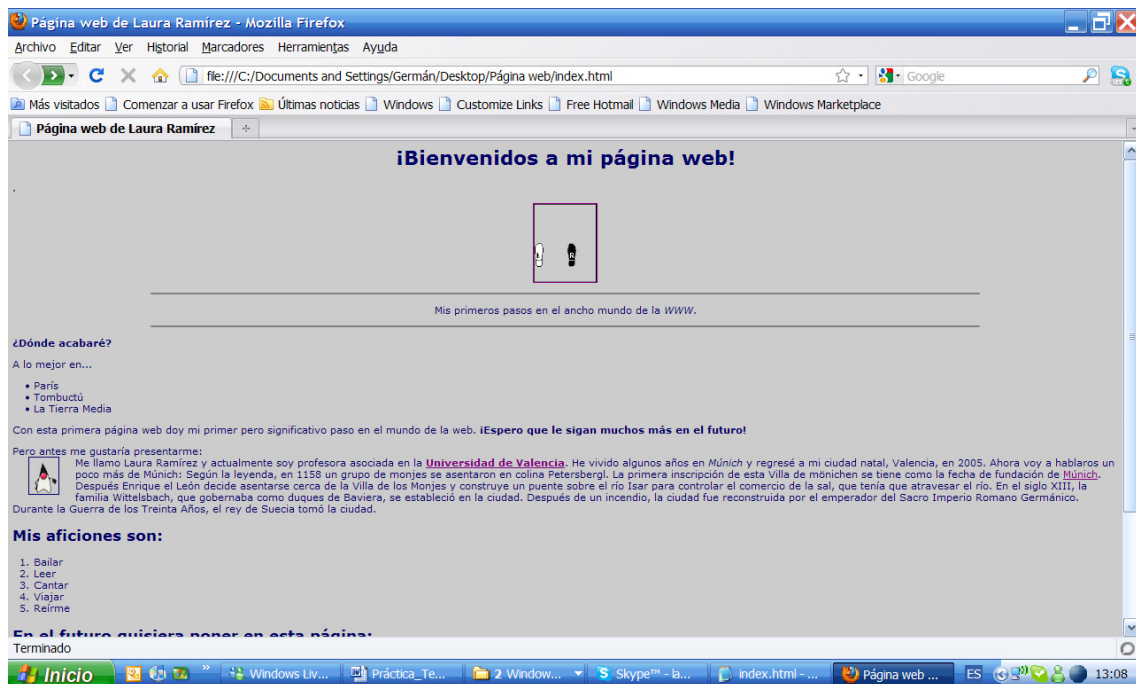 Página web de Laura Ramírez - Mozilla Firefox
Archivo Editar Ver Historial Marcadores Herramientas Ayuda
file:///C:/Documents and Settings/Germán/Desktop/Página web/index.html Google
Más visitados Comenzar a usar Firefox Últimas noticias Windows Customize Links Free Hotmail Windows Media Windows Marketplace
Página web de Laura Ramírez
¡Bienvenidos a mi página web!
.
R
Mis primeros pasos en el ancho mundo de la WWW.
¿Dónde acabaré?
A lo mejor en...
• París
• Tombuctú
• La Tierra Media
Con esta primera página web doy mi primer pero significativo paso en el mundo de la web. ¡Espero que le sigan muchos más en el futuro!
Pero antes me gustaría presentarme:
Me llamo Laura Ramírez y actualmente soy profesora asociada en la Universidad de Valencia. He vivido algunos años en Múnich y regresé a mi ciudad natal, Valencia, en 2005. Ahora voy a hablaros un
poco más de Múnich: Según la leyenda, en 1158 un grupo de monjes se asentaron en colina Petersbergl. La primera inscripción de esta Villa de mönichen se tiene como la fecha de fundación de Múnich.
Después Enrique el León decide asentarse cerca de la Villa de los Monjes y construye un puente sobre el río Isar para controlar el comercio de la sal, que tenía que atravesar el río. En el siglo XIII, la
familia Wittelsbach, que gobernaba como duques de Baviera, se estableció en la ciudad. Después de un incendio, la ciudad fue reconstruida por el emperador del Sacro Imperio Romano Germánico.
Durante la Guerra de los Treinta Años, el rey de Suecia tomó la ciudad.
Mis aficiones son:
1. Bailar
2. Leer
3. Cantar
4. Viajar
5. Reírme
En el futuro quisiera poner en esta página:
Terminado
Inicio Windows Liv... Práctica_Te... 2 Window... Skype™ - la... index.html - ... Página web ... ES 13:08